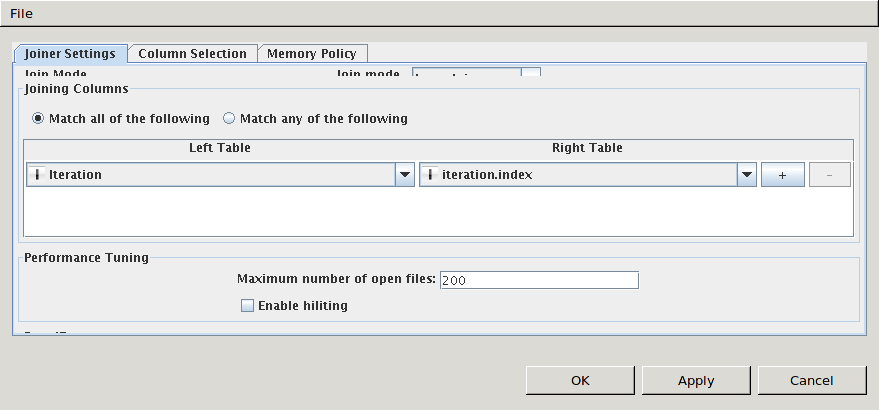 File
Joiner Settings Column Selection Memory Policy
Join Mode Join mode
Joining Columns
Match all of the following Match any of the following
Left Table Right Table
I Iteration I iteration.index + -
Performance Tuning
Maximum number of open files: 200
Enable hiliting
OK Apply Cancel